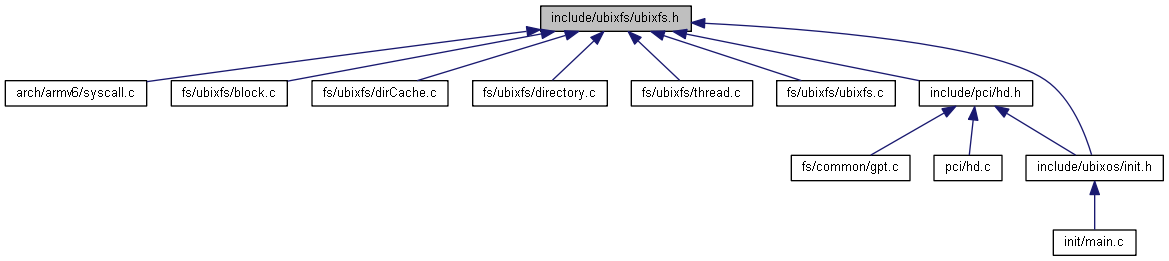 include/ubixfs/ubixfs.h
arch/armv6/syscall.c
fs/ubixfs/block.c
fs/ubixfs/dirCache.c
fs/ubixfs/directory.c
fs/ubixfs/thread.c
fs/ubixfs/ubixfs.c
include/pci/hd.h
fs/common/gpt.c
pci/hd.c
include/ubixos/init.h
init/main.c